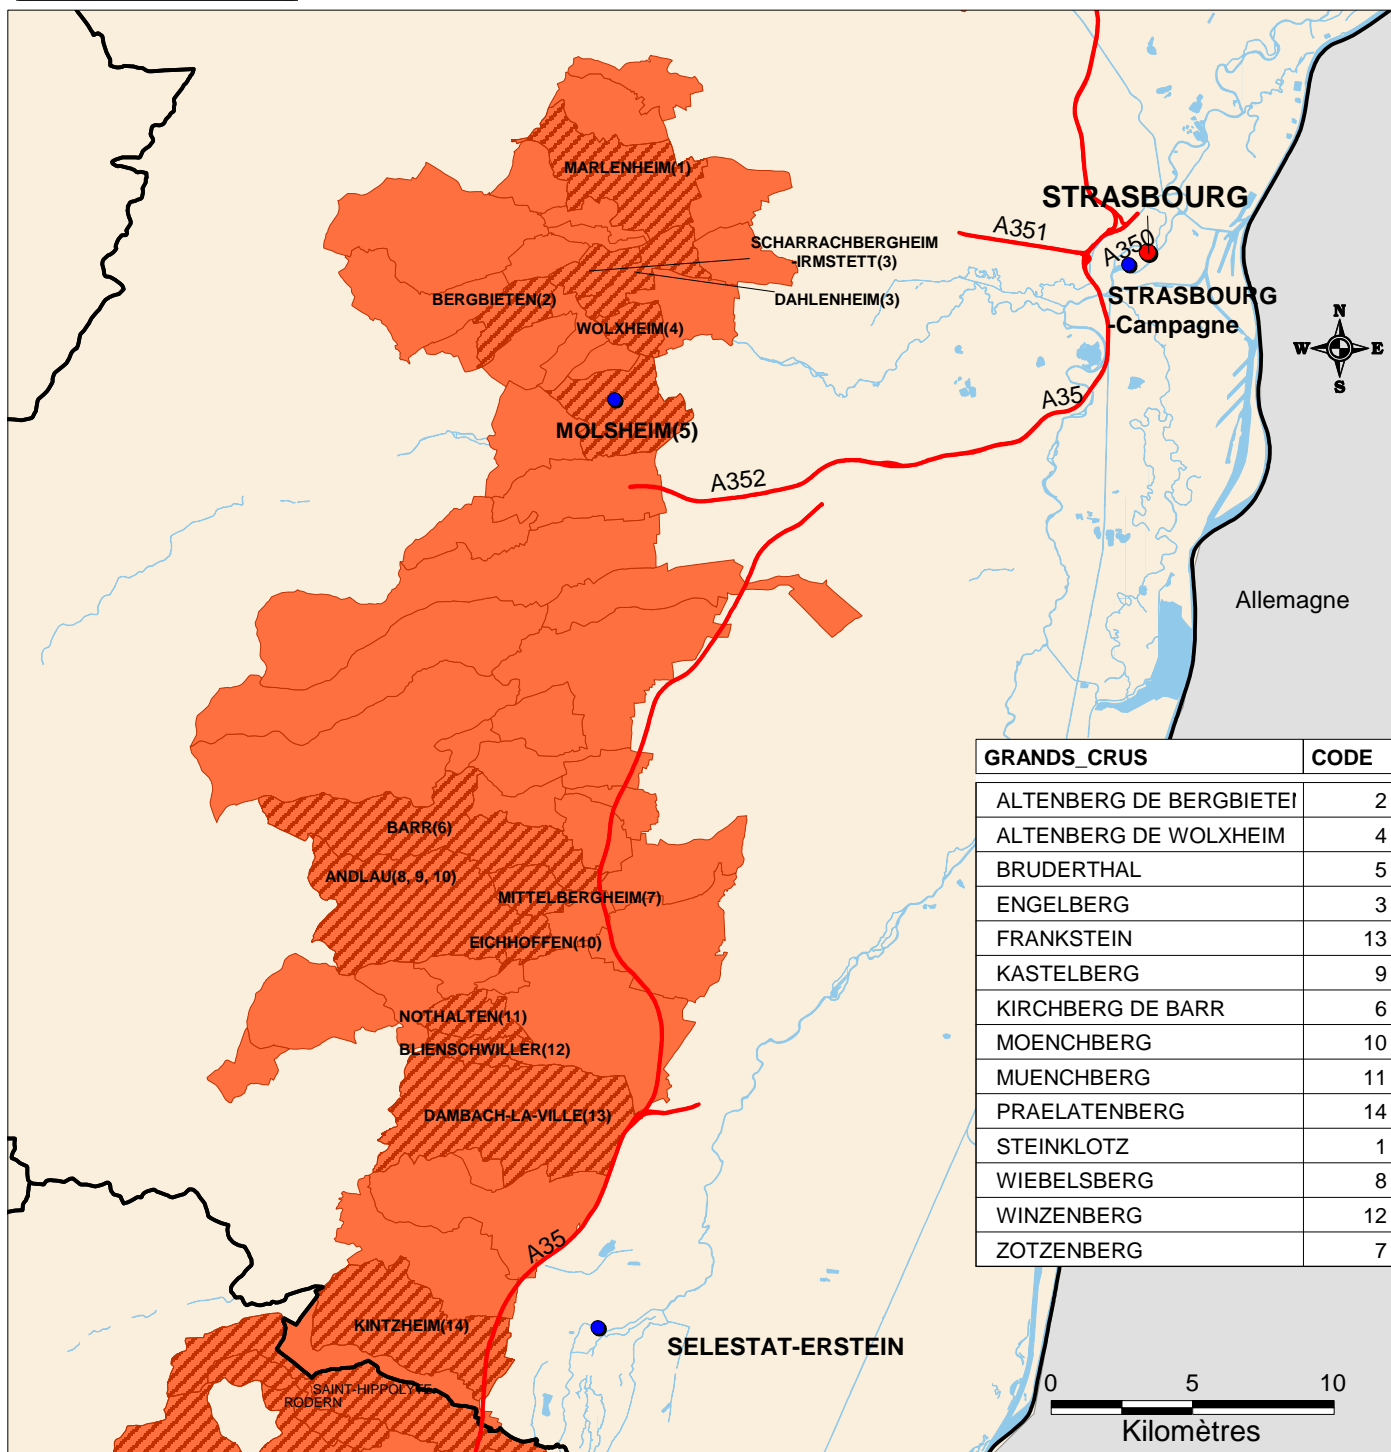 MARLENHEIM(1)
STRASBOURG
A351
A350
SCHARRACHBERGHEIM
-IRMSTETT(3)
DAHLENHEIM(3)
BERGBIETEN(2)
STRASBOURG
-Campagne
WOLXHEIM(4)
N
W
E
S
A35
MOLSHEIM(5)
A352
Allemagne
GRANDS_CRUS CODE
ALTENBERG DE BERGBIETEN 2
ALTENBERG DE WOLXHEIM 4
BRUDERTHAL 5
ENGELBERG 3
FRANKSTEIN 13
KASTELBERG 9
KIRCHBERG DE BARR 6
MOENCHBERG 10
MUENCHBERG 11
PRAELATENBERG 14
STEINKLOTZ 1
WIEBELSBERG 8
WINZENBERG 12
ZOTZENBERG 7
BARR(6)
ANDLAU(8, 9, 10)
MITTELBERGHEIM(7)
EICHHOFFEN(10)
NOTHALTEN(11)
BLIENSCHWILLER(12)
DAMBACH-LA-VILLE(13)
A35
KINTZHEIM(14)
SELESTAT-ERSTEIN
SAINT-HIPPOLYTE
RODERN
0 5 10
Kilomètres